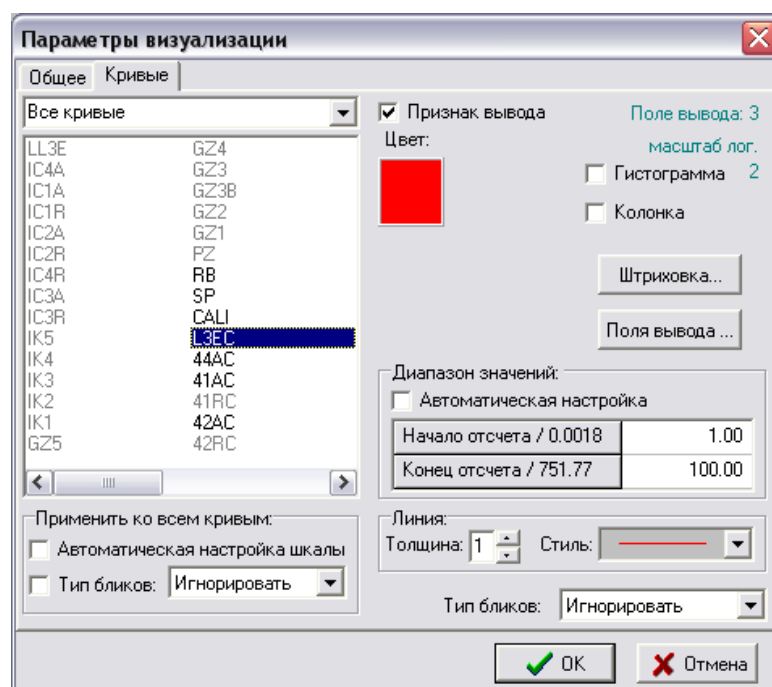 Параметры визуализации
Общее Кривые
Все кривые
LL3E GZ4
IC4A GZ3
IC1A GZ3B
IC1R GZ2
IC2A GZ1
IC2R PZ
IC4R RB
IC3A SP
IC3R CALI
IK5 L3EC
IK4 44AC
IK3 41AC
IK2 41RC
IK1 42AC
GZ5 42RC
Применить ко всем кривым:
Автоматическая настройка шкалы
Тип бликов: Игнорировать
Признак вывода Поле вывода: 3
Цвет: масштаб лог.
Гистограмма 2
Колонка
Штриховка...
Поля вывода ...
Диапазон значений:
Автоматическая настройка
Начало отсчета / 0.0018 1.00
Конец отсчета / 751.77 100.00
Линия:
Толщина: 1 Стиль:
Тип бликов: Игнорировать
OK Отмена